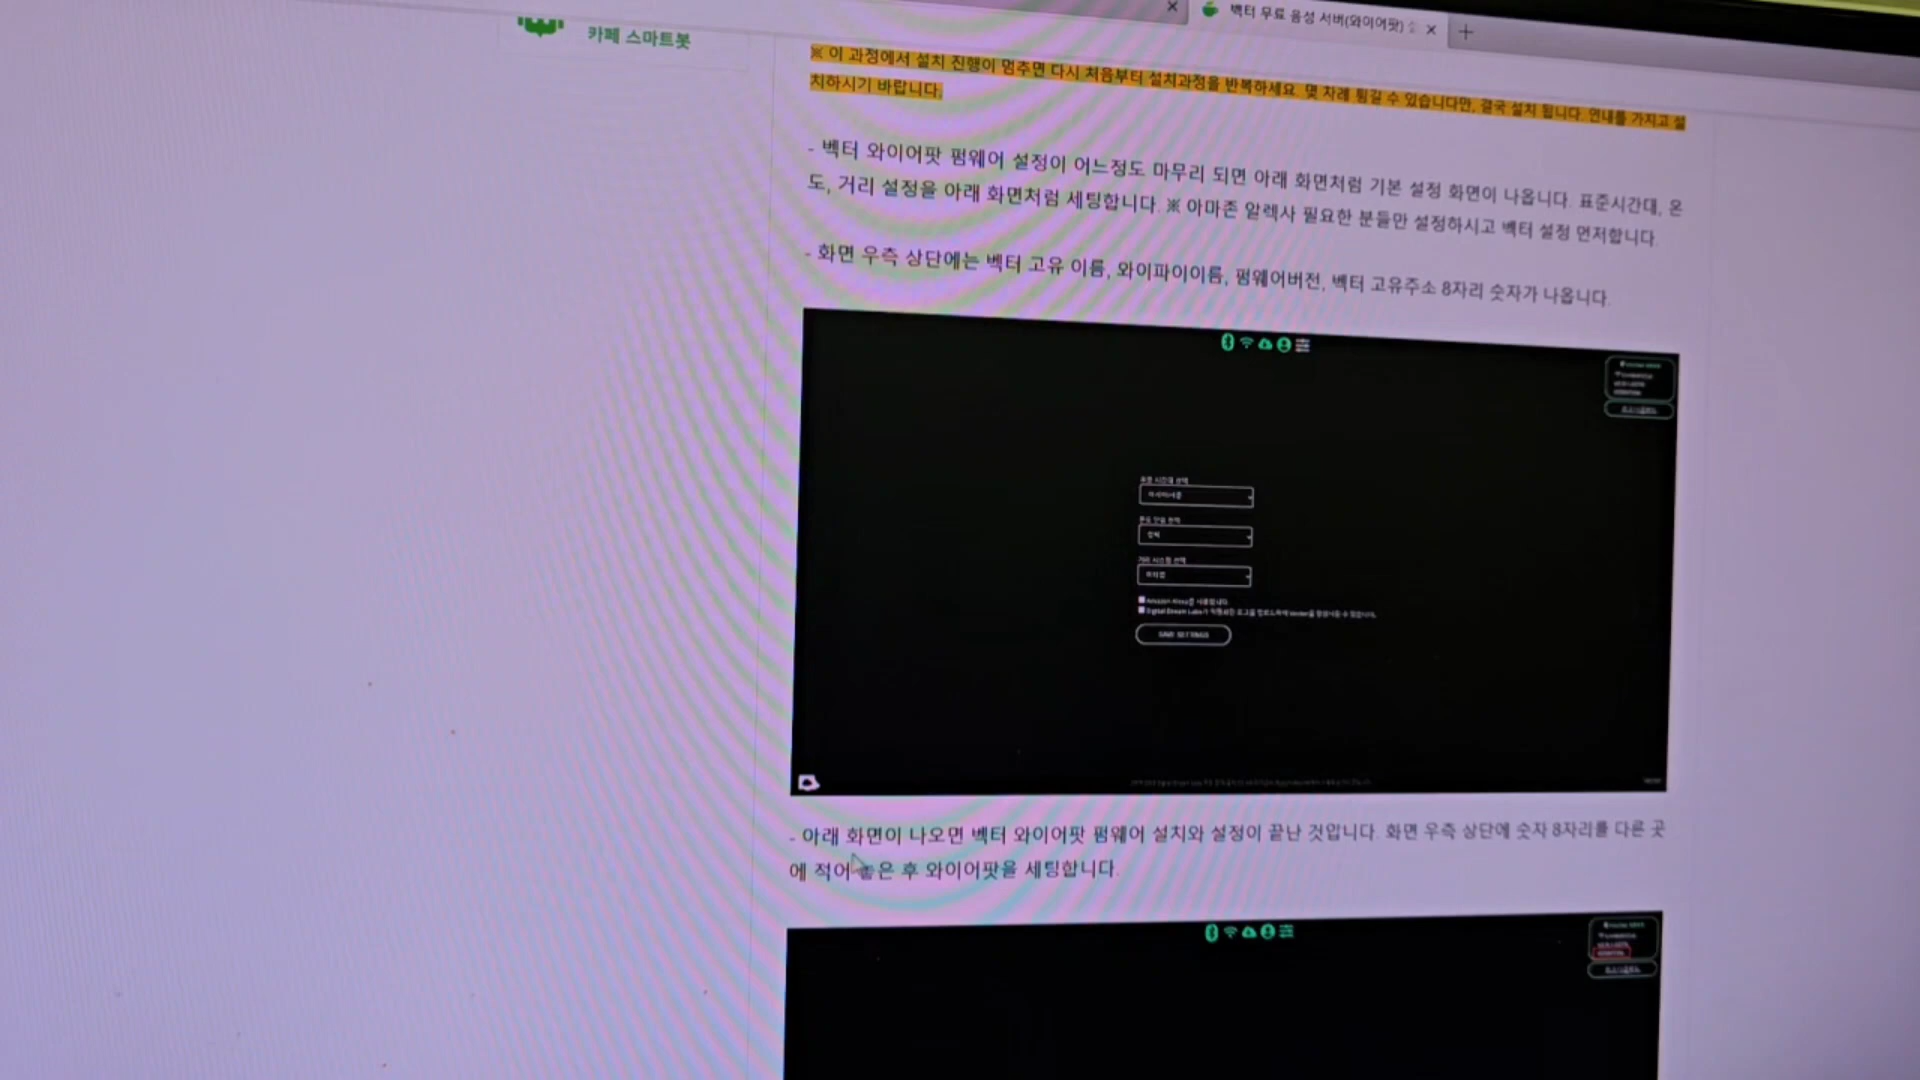 벡터 무료 음성 서버(와이어팟)
카페 스마트봇
※ 이 과정에서 설치 진행이 멈추면 다시 처음부터 설치과정을 반복하세요. 몇 차례 튕길 수 있습니다만, 결국 설치 됩니다. 인내를 가지고 설
치하시기 바랍니다.
- 벡터 와이어팟 펌웨어 설정이 어느정도 마무리 되면 아래 화면처럼 기본 설정 화면이 나옵니다. 표준시간대, 온
도, 거리 설정을 아래 화면처럼 세팅합니다. ※ 아마존 알렉사 필요한 분들만 설정하시고 벡터 설정 먼저합니다.
- 화면 우측 상단에는 벡터 고유 이름, 와이파이이름, 펌웨어버전, 벡터 고유주소 8자리 숫자가 나옵니다.
SAVE SETTINGS
- 아래 화면이 나오면 벡터 와이어팟 펌웨어 설치와 설정이 끝난 것입니다. 화면 우측 상단에 숫자 8자리를 다른 곳
에 적어 놓은 후 와이어팟을 세팅합니다.